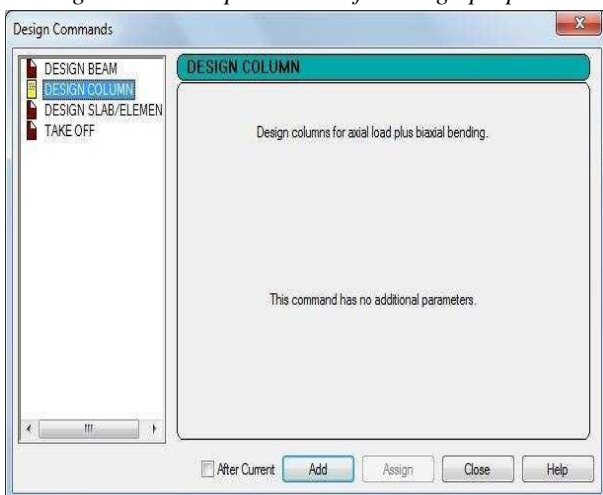 Design Commands
DESIGN BEAM
DESIGN COLUMN
DESIGN SLAB/ELEMEN
TAKE OFF
DESIGN COLUMN
Design columns for axial load plus biaxial bending.
This command has no additional parameters.
After Current
Add
Assign
Close
Help